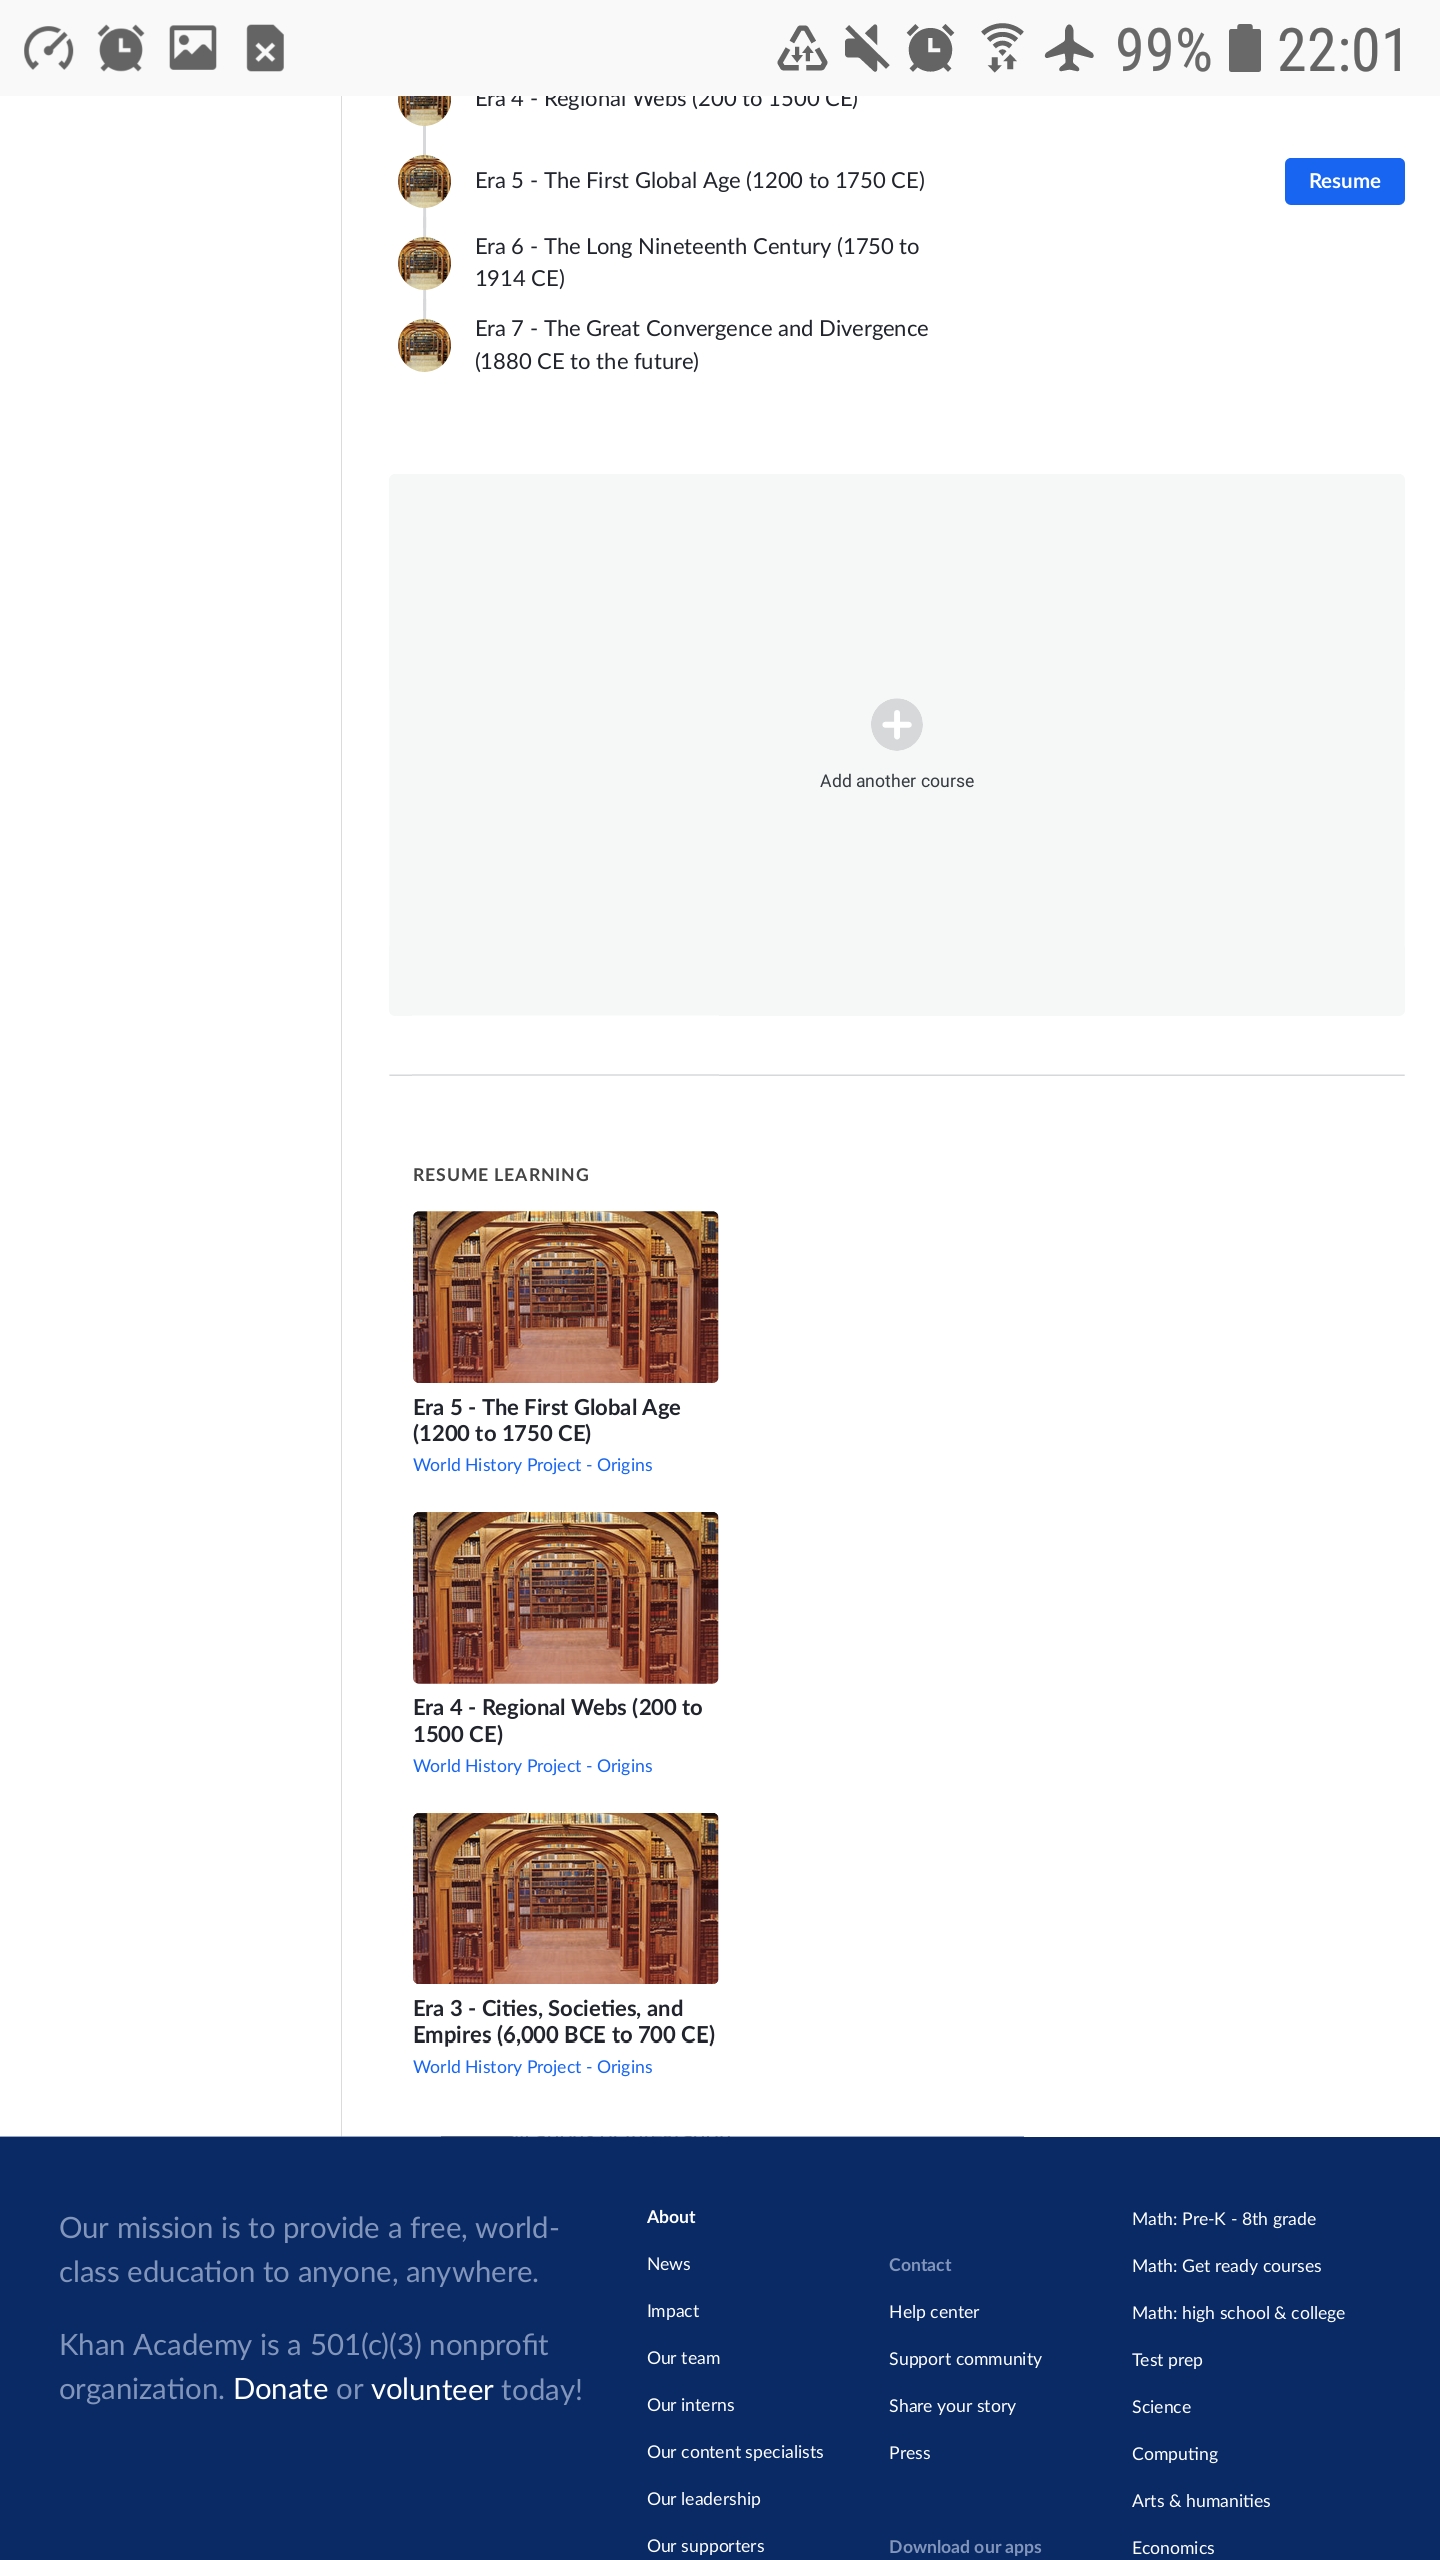 99% 22:01
Era 4 - Regional Webs (200 to 1500 CE)
Era 5 - The First Global Age (1200 to 1750 CE)
Resume
Era 6 - The Long Nineteenth Century (1750 to
1914 CE)
Era 7 - The Great Convergence and Divergence
(1880 CE to the future)
Add another course
RESUME LEARNING
Era 5 - The First Global Age
(1200 to 1750 CE)
World History Project - Origins
Era 4 - Regional Webs (200 to
1500 CE)
World History Project - Origins
Era 3 - Cities, Societies, and
Empires (6,000 BCE to 700 CE)
World History Project - Origins
Our mission is to provide a free, world-
class education to anyone, anywhere.
Khan Academy is a 501(c)(3) nonprofit
organization. Donate or volunteer today!
About
News
Impact
Our team
Our interns
Our content specialists
Our leadership
Our supporters
Contact
Help center
Support community
Share your story
Press
Download our apps
Math: Pre-K - 8th grade
Math: Get ready courses
Math: high school & college
Test prep
Science
Computing
Arts & humanities
Economics